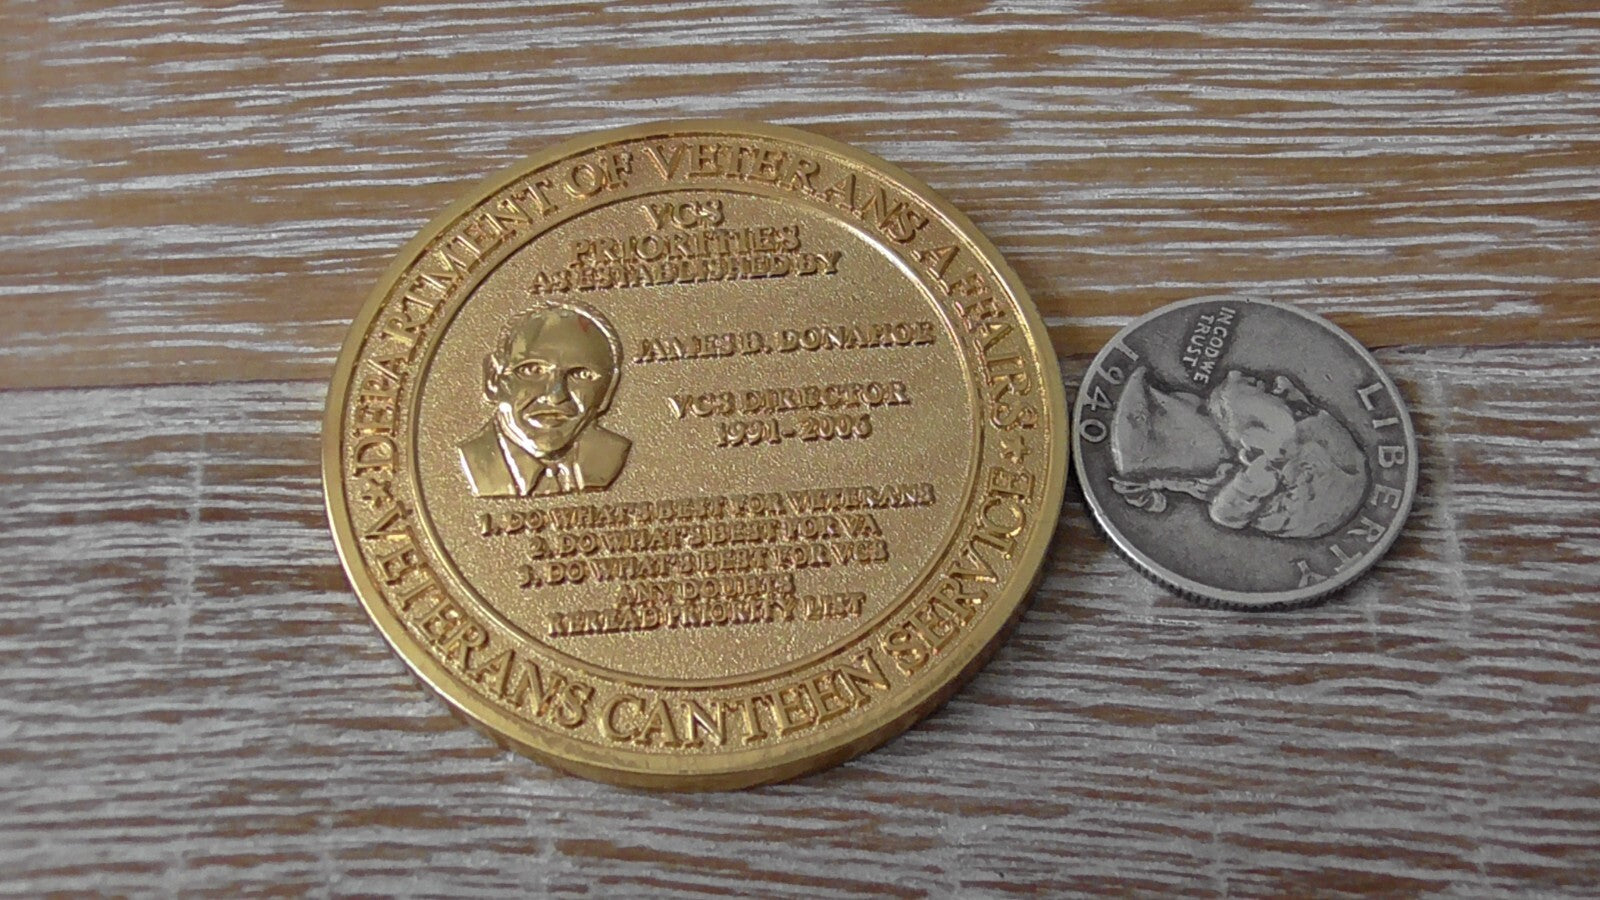 DEPARTMENT OF VETERANS AFFAIRS
VCS
PRIORITIES
AS ESTABLISHED BY
JAMES D. DONAHOE
VCS DIRECTOR
1991-2006
1. DO WHAT'S BEST FOR VETERANS
2. DO WHAT'S BEST FOR VA
3. DO WHAT'S BEST FOR VCS
ANY DOUBTS
REREAD PRIORITY LIST
VETERANS CANTEEN SERVICE
LIBERTY
IN GOD WE
TRUST
1940